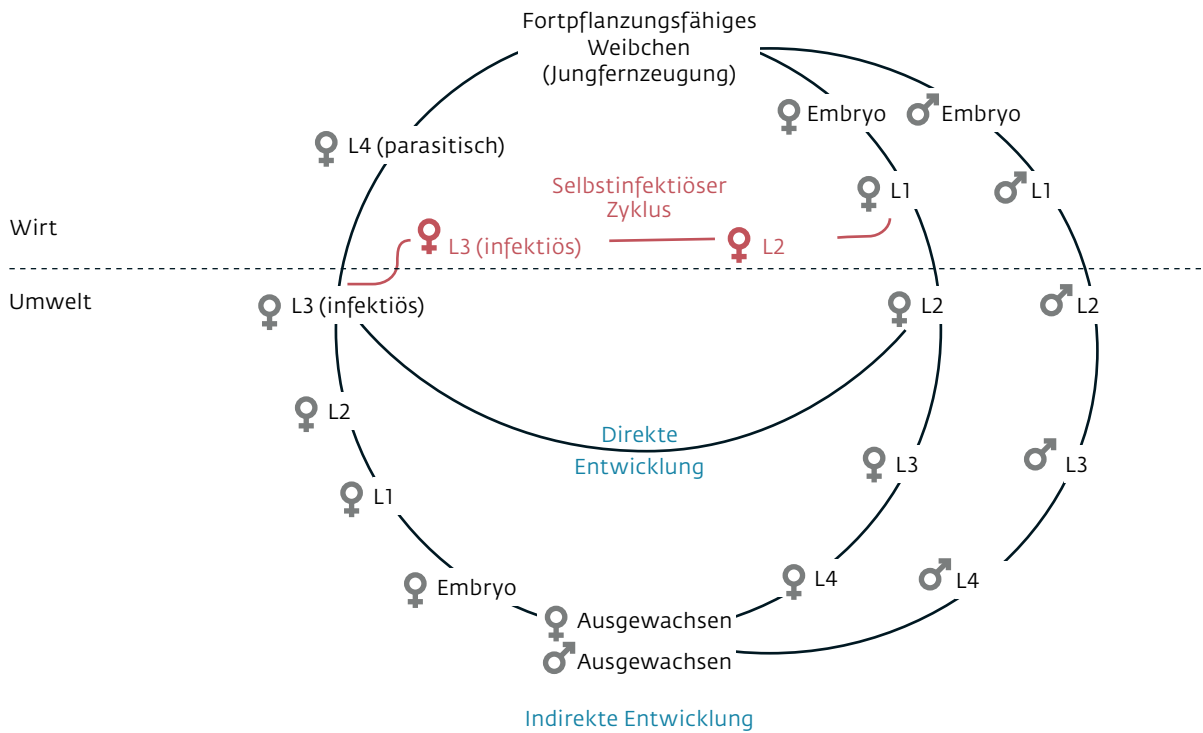 Fortpflanzungsfähiges
Weibchen
(Jungfernzeugung)
Embryo
Embryo
L4 (parasitisch)
Selbstinfektiöser
Zyklus
L1
L1
Wirt
L3 (infektiös)
L2
Umwelt
L3 (infektiös)
L2
L2
L2
Direkte
Entwicklung
L3
L3
L1
Embryo
L4
L4
Ausgewachsen
Ausgewachsen
Indirekte Entwicklung